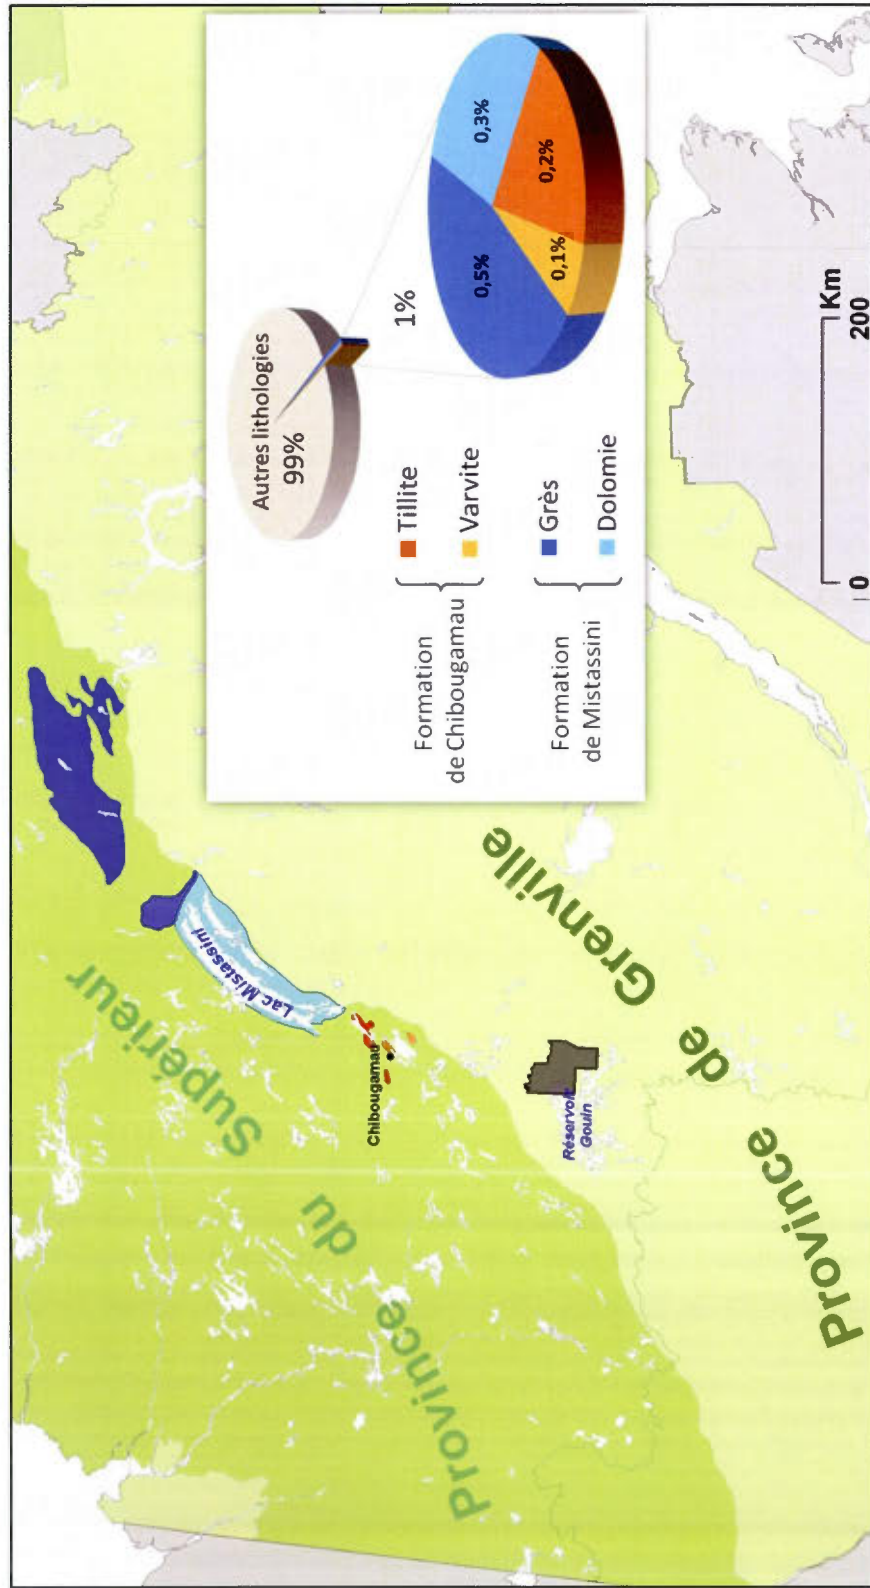 Province
du
Supérieur
Province
de
Grenville
Lac Mistassini
Chibougamau
Réservoir
Gouin
Autres lithologies
99%
1%
0,5%
0,3%
0,2%
0,1%
Formation
de Chibougamau
Tillite
Varvite
Formation
de Mistassini
Grès
Dolomie
0
200
Km